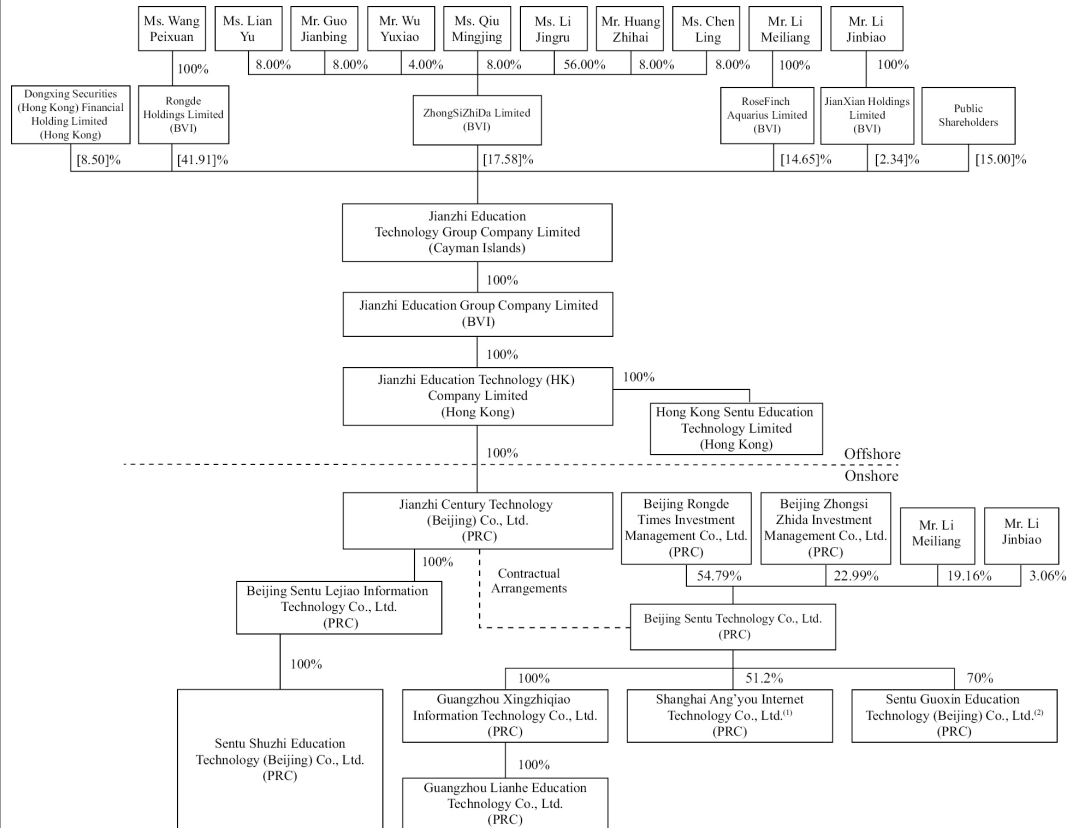 Ms. Wang
Peixuan
Ms. Lian
Yu
Mr. Guo
Jianbing
Mr. Wu
Yuxiao
Ms. Qiu
Mingjing
Ms. Li
Jingru
Mr. Huang
Zhihai
Ms. Chen
Ling
Mr. Li
Meiliang
Mr. Li
Jinbiao
100%
8.00%
8.00%
4.00%
8.00%
56.00%
8.00%
8.00%
100%
100%
Dongxing Securities
(Hong Kong) Financial
Holding Limited
(Hong Kong)
Rongde
Holdings Limited
(BVI)
ZhongSiZhiDa Limited
(BVI)
RoseFinch
Aquarius Limited
(BVI)
JianXian Holdings
Limited
(BVI)
Public
Shareholders
[8.50]%
[41.91]%
[17.58]%
[14.65]%
[2.34]%
[15.00]%
Jianzhi Education
Technology Group Company Limited
(Cayman Islands)
100%
Jianzhi Education Group Company Limited
(BVI)
100%
Jianzhi Education Technology (HK)
Company Limited
(Hong Kong)
100%
Hong Kong Sentu Education
Technology Limited
(Hong Kong)
100%
Offshore
Onshore
Jianzhi Century Technology
(Beijing) Co., Ltd.
(PRC)
Beijing Rongde
Times Investment
Management Co., Ltd.
(PRC)
Beijing Zhongsi
Zhida Investment
Management Co., Ltd.
(PRC)
Mr. Li
Meiliang
Mr. Li
Jinbiao
100%
Contractual
Arrangements
54.79%
22.99%
19.16%
3.06%
Beijing Sentu Lejiao Information
Technology Co., Ltd.
(PRC)
Beijing Sentu Technology Co., Ltd.
(PRC)
100%
100%
51.2%
70%
Sentu Shuzhi Education
Technology (Beijing) Co., Ltd.
(PRC)
Guangzhou Xingzhiqiao
Information Technology Co., Ltd.
(PRC)
Shanghai Ang’you Internet
Technology Co., Ltd.(1)
(PRC)
Sentu Guoxin Education
Technology (Beijing) Co., Ltd.(2)
(PRC)
100%
Guangzhou Lianhe Education
Technology Co., Ltd.
(PRC)